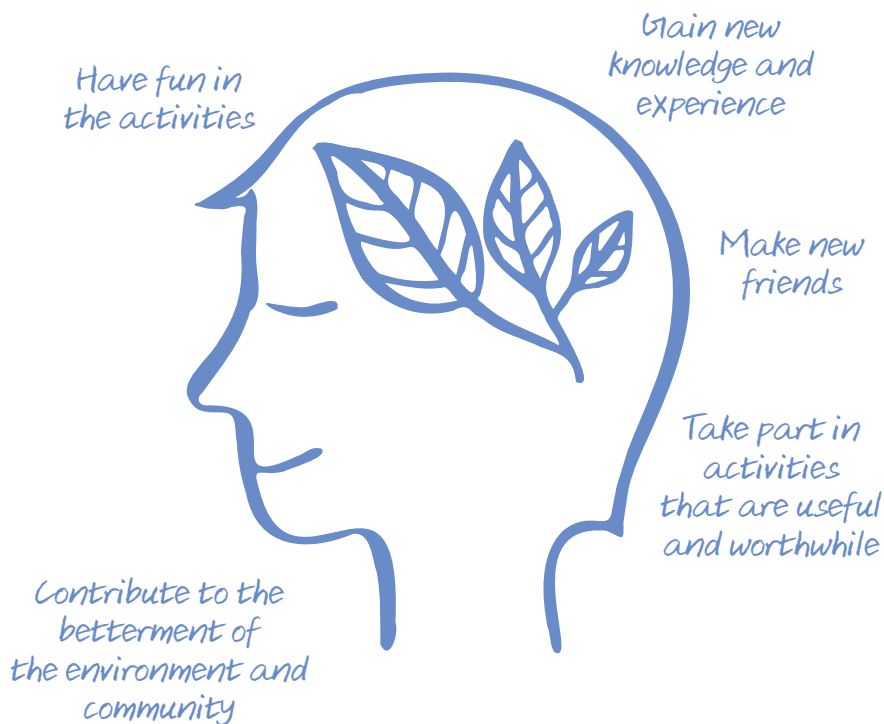 Have fun in
the activities
Gain new
knowledge and
experience
Make new
friends
Take part in
activities
that are useful
and worthwhile
Contribute to the
betterment of
the environment and
community